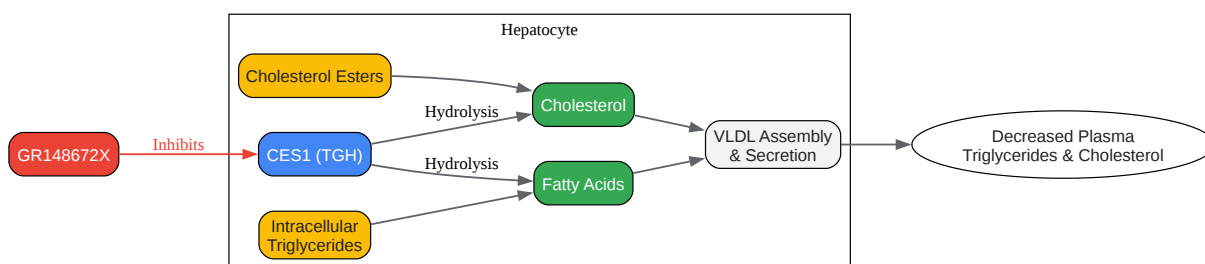 Hepatocyte
Cholesterol Esters
Hydrolysis
Cholesterol
GR148672X
Inhibits
CES1 (TGH)
VLDL Assembly
& Secretion
Decreased Plasma
Triglycerides & Cholesterol
Hydrolysis
Fatty Acids
Intracellular
Triglycerides